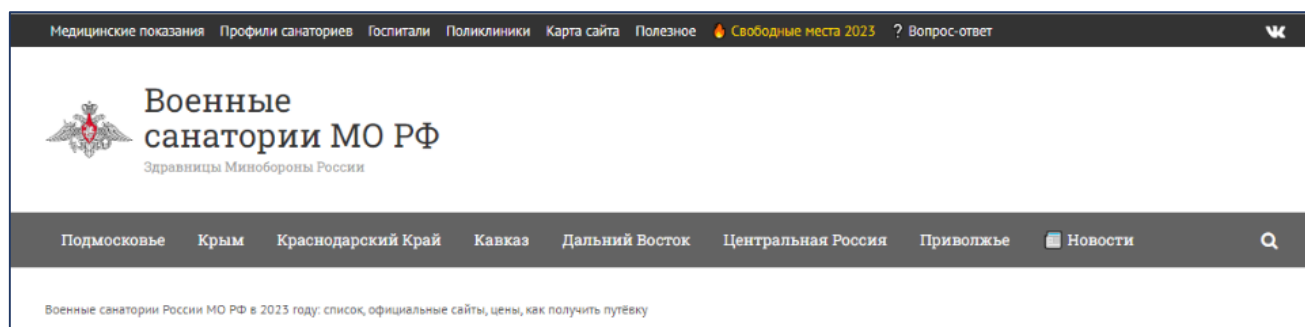 Медицинские показания Профили санаториев Госпитали Поликлиники Карта сайта Полезное Свободные места 2023 ? Вопрос-ответ
Военные
санатории МО РФ
Здравницы Минобороны России
Подмосковье Крым Краснодарский Край Кавказ Дальний Восток Центральная Россия Приволжье Новости
Военные санатории России МО РФ в 2023 году: список, официальные сайты, цены, как получить путёвку